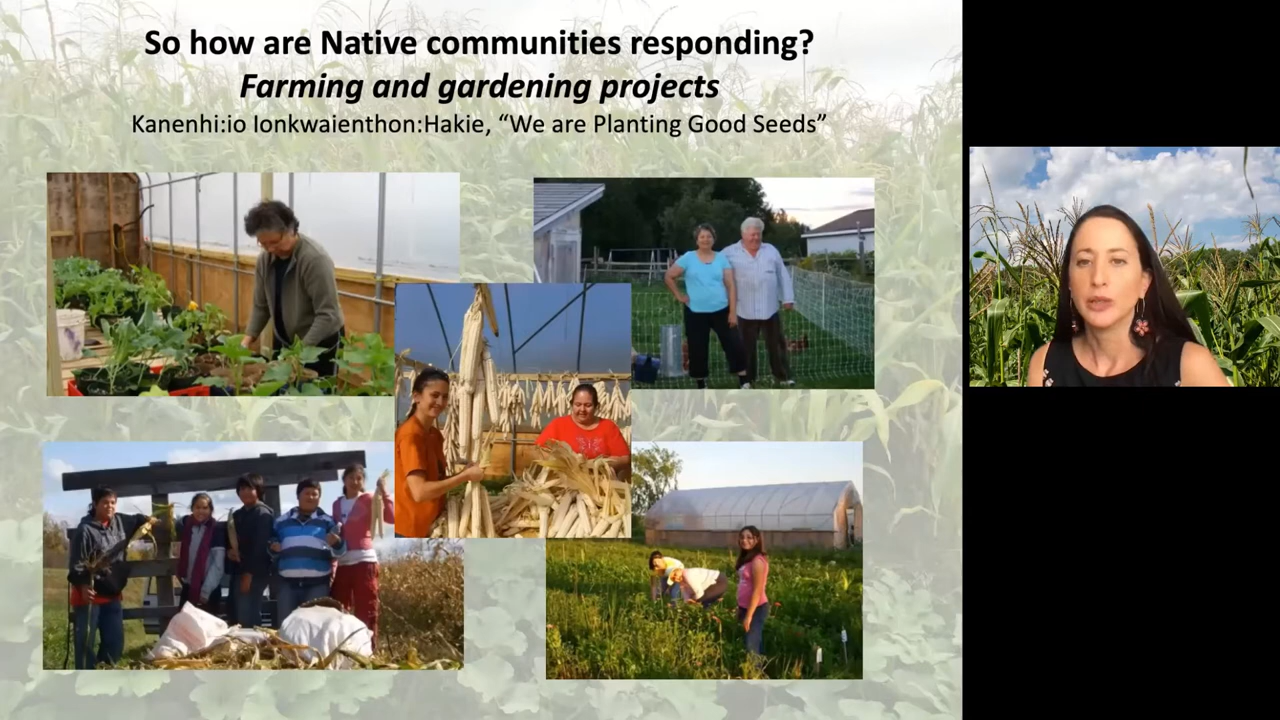 So how are Native communities responding?
Farming and gardening projects
Kanenhi:io Ionkwaienthon:Hakie, “We are Planting Good Seeds”